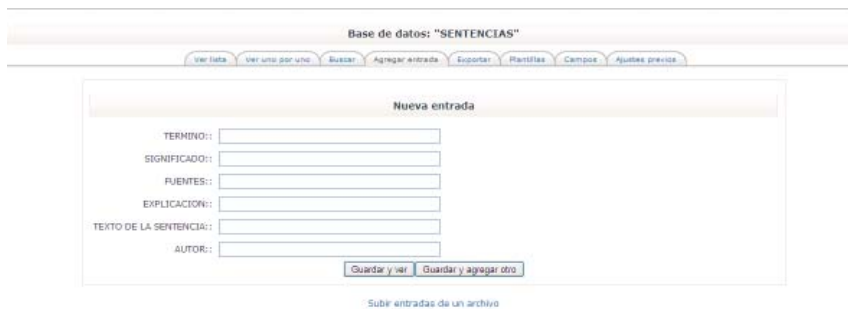 Base de datos: "SENTENCIAS"
Ver lista Ver uno por uno Buscar Agregar entrada Exportar Plantillas Campos Ajustes previos
Nueva entrada
TERMINO::
SIGNIFICADO::
FUENTES::
EXPLICACION::
TEXTO DE LA SENTENCIA::
AUTOR::
Guardar y ver Guardar y agregar otro
Subir entradas de un archivo